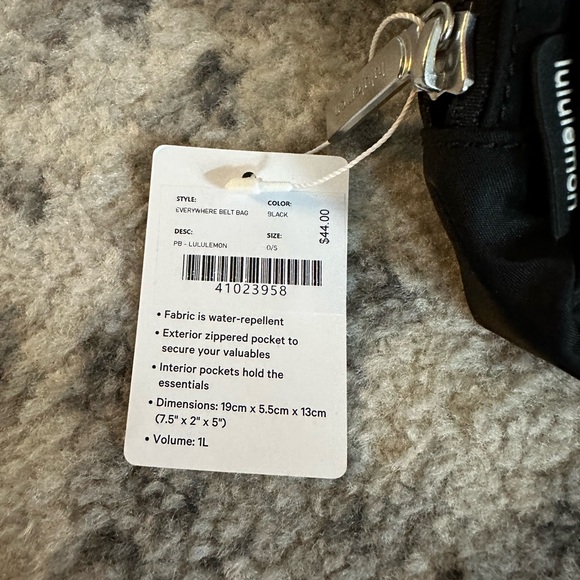 lululemon
STYLE: COLOR:
EVERYWHERE BELT BAG 9LACK
$44.00
DESC: SIZE:
PB - LULULEMON O/S
41023958
• Fabric is water-repellent
• Exterior zippered pocket to
secure your valuables
• Interior pockets hold the
essentials
• Dimensions: 19cm x 5.5cm x 13cm
(7.5" x 2" x 5")
• Volume: 1L